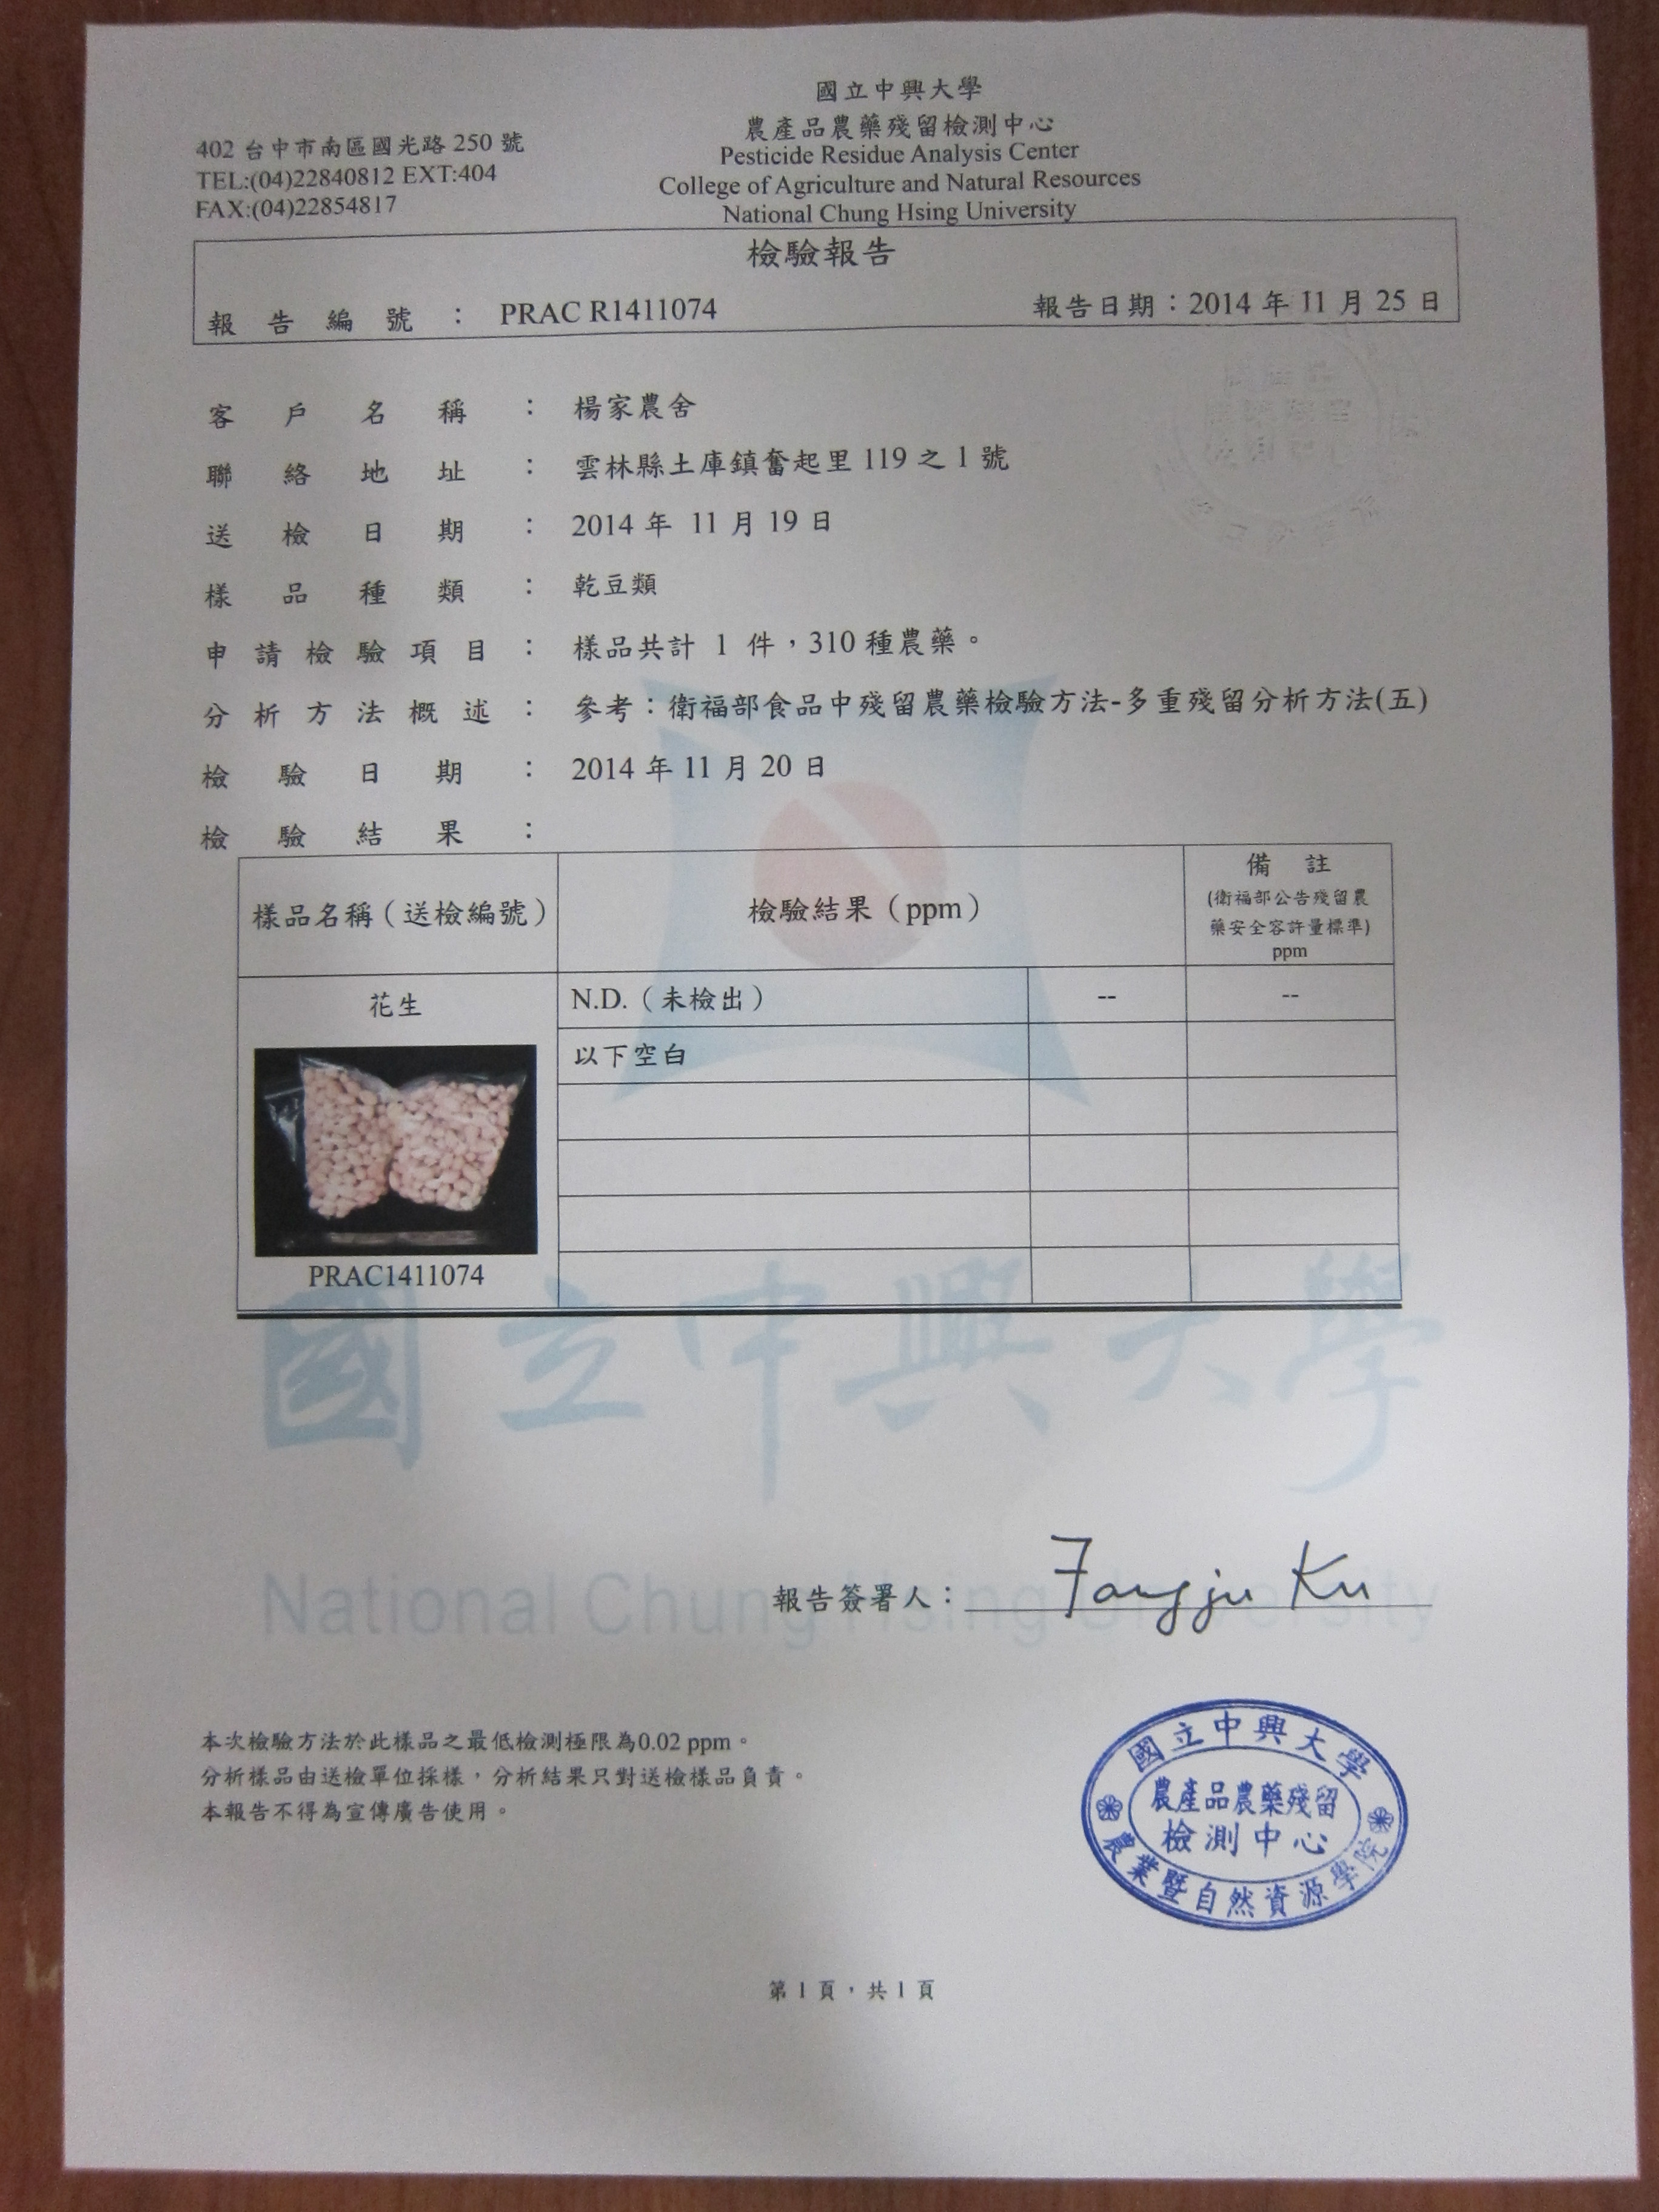 國立中興大學
農產品農藥殘留檢測中心
Pesticide Residue Analysis Center
College of Agriculture and Natural Resources
National Chung Hsing University
402 台中市南區國光路 250 號
TEL:(04)22840812 EXT:404
FAX:(04)22854817
檢驗報告
報告編號：PRAC R1411074 報告日期：2014 年 11 月 25 日
客戶名稱：楊家農舍
聯絡地址：雲林縣土庫鎮奮起里 119 之 1 號
送檢日期：2014 年 11 月 19 日
樣品種類：乾豆類
申請檢驗項目：樣品共計 1 件，310 種農藥。
分析方法概述：參考：衛福部食品中殘留農藥檢驗方法-多重殘留分析方法(五)
檢驗日期：2014 年 11 月 20 日
檢驗結果：
樣品名稱（送檢編號） 檢驗結果（ppm） 備註
(衛福部公告殘留農
藥安全容許量標準)
ppm
花生 N.D.（未檢出） -- --
以下空白
PRAC1411074
國立中興大學
National Chung Hsing University
報告簽署人：Fangju Ku
本次檢驗方法於此樣品之最低檢測極限為0.02 ppm。
分析樣品由送檢單位採樣，分析結果只對送檢樣品負責。
本報告不得為宣傳廣告使用。
國立中興大學
農產品農藥殘留
檢測中心
農業暨自然資源學院
第 1 頁，共 1 頁